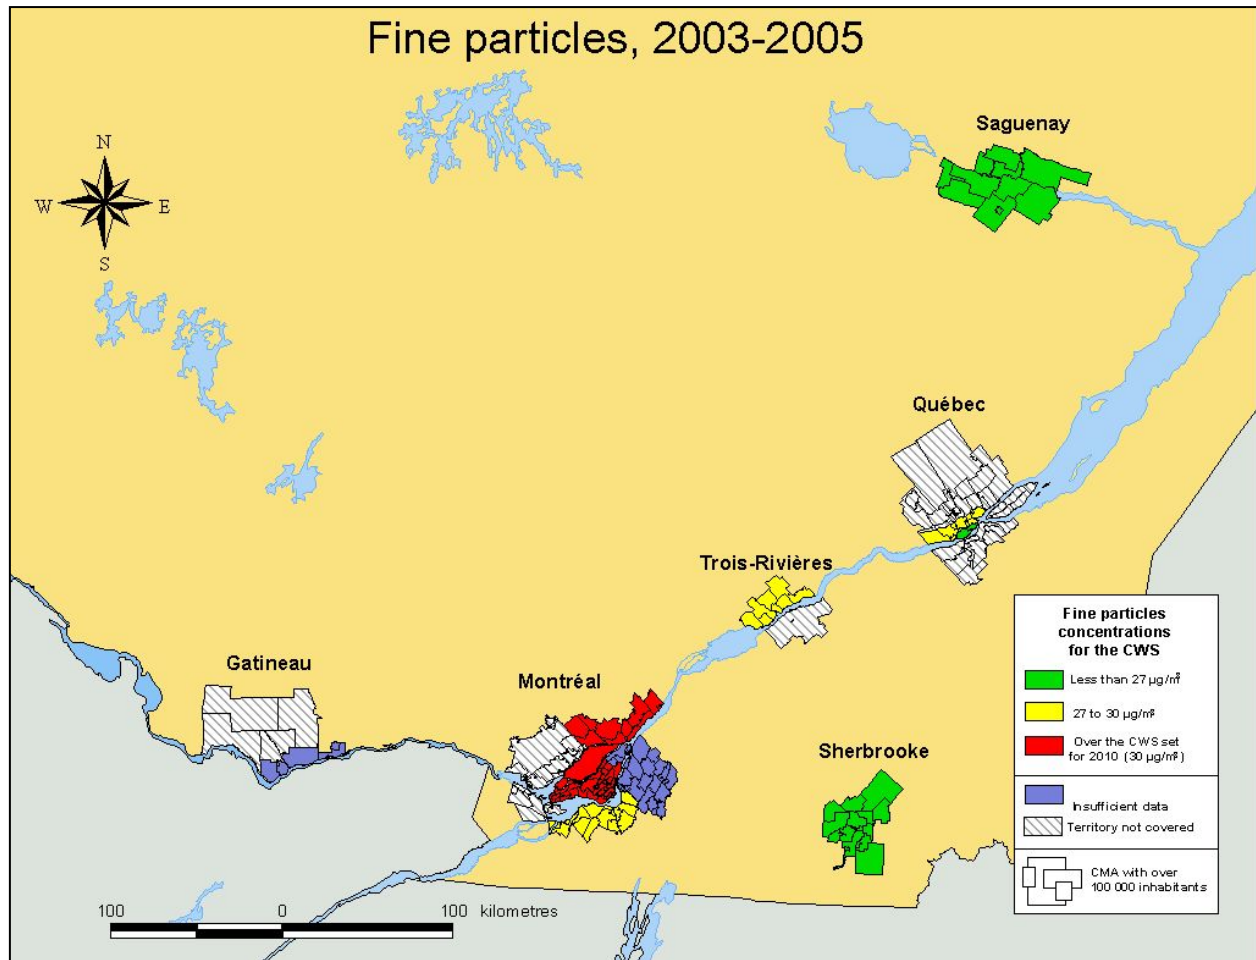 Fine particles, 2003-2005
Saguenay
N
W E
S
Québec
Trois-Rivières
Gatineau
Montréal
Sherbrooke
Fine particles
concentrations
for the CWS
Less than 27 µg/m³
27 to 30 µg/m³
Over the CWS set
for 2010 (30 µg/m³)
Insufficient data
Territory not covered
CMA with over
100 000 inhabitants
100 0 100 kilometres